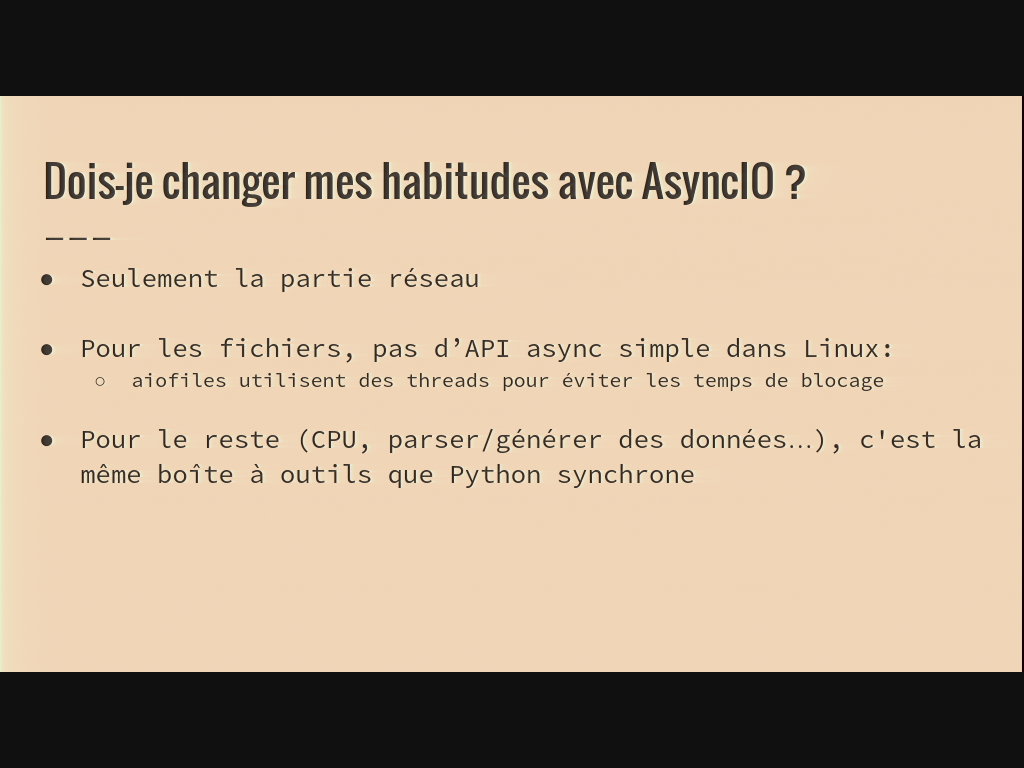 Dois-je changer mes habitudes avec AsyncIO ?
● Seulement la partie réseau
● Pour les fichiers, pas d’API async simple dans Linux:
○ aiofiles utilisent des threads pour éviter les temps de blocage
● Pour le reste (CPU, parser/générer des données…), c'est la
même boîte à outils que Python synchrone